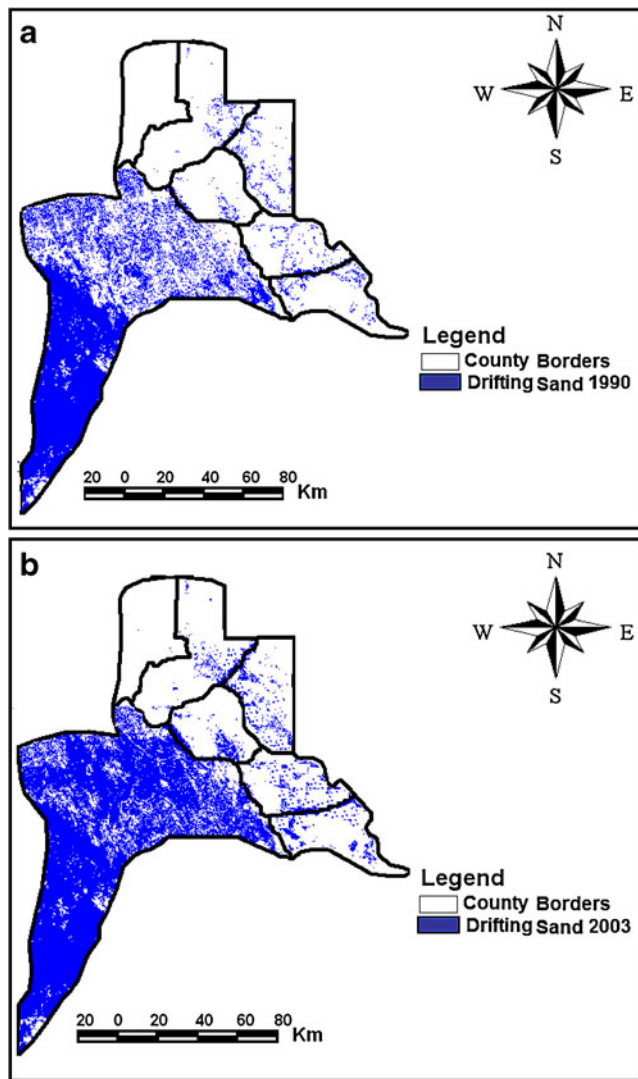 a
N
W E
S
Legend
County Borders
Drifting Sand 1990
20 0 20 40 60 80
Km
b
N
W E
S
Legend
County Borders
Drifting Sand 2003
20 0 20 40 60 80
Km